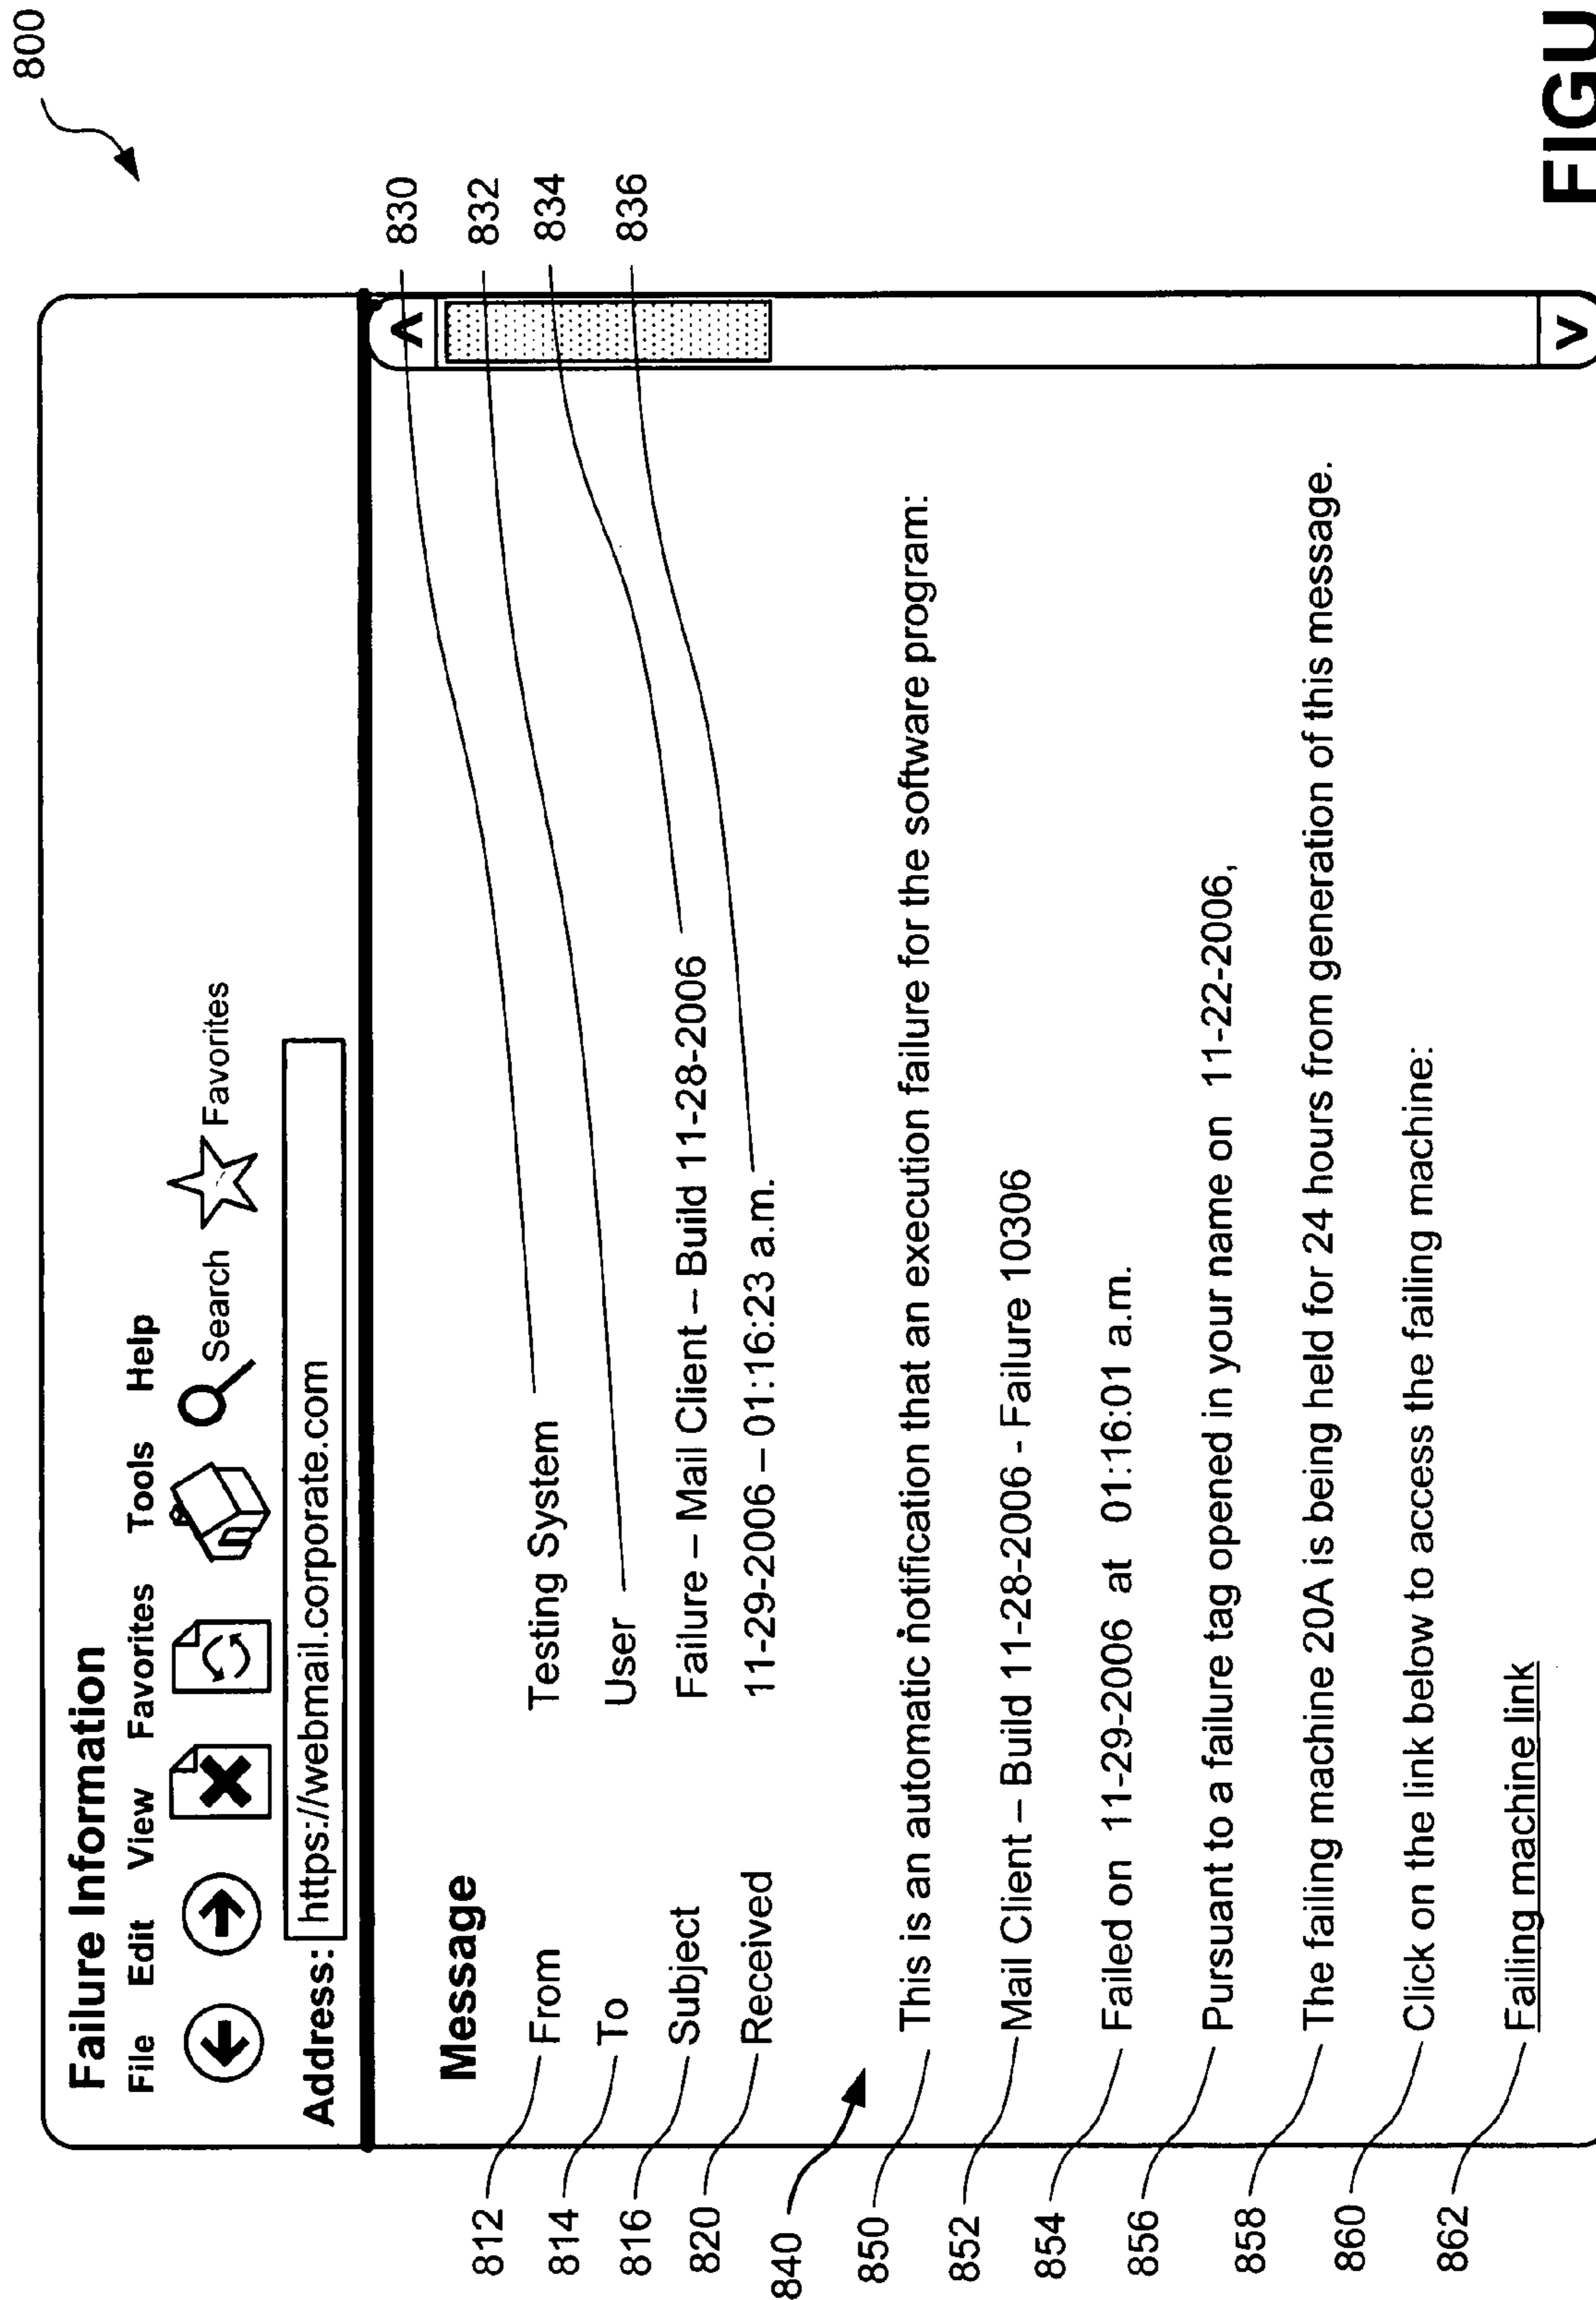 800
Failure Information
File Edit View Favorites Tools Help
Search Favorites
Address: https://webmail.corporate.com
Message
812 From Testing System 830
814 To User 832
816 Subject Failure – Mail Client – Build 11-28-2006 834
820 Received 11-29-2006 – 01:16:23 a.m. 836
840
850 This is an automatic notification that an execution failure for the software program:
852 Mail Client – Build 11-28-2006 - Failure 10306
854 Failed on 11-29-2006 at 01:16:01 a.m.
856 Pursuant to a failure tag opened in your name on 11-22-2006,
858 The failing machine 20A is being held for 24 hours from generation of this message.
860 Click on the link below to access the failing machine:
862 Failing machine link
FIGU